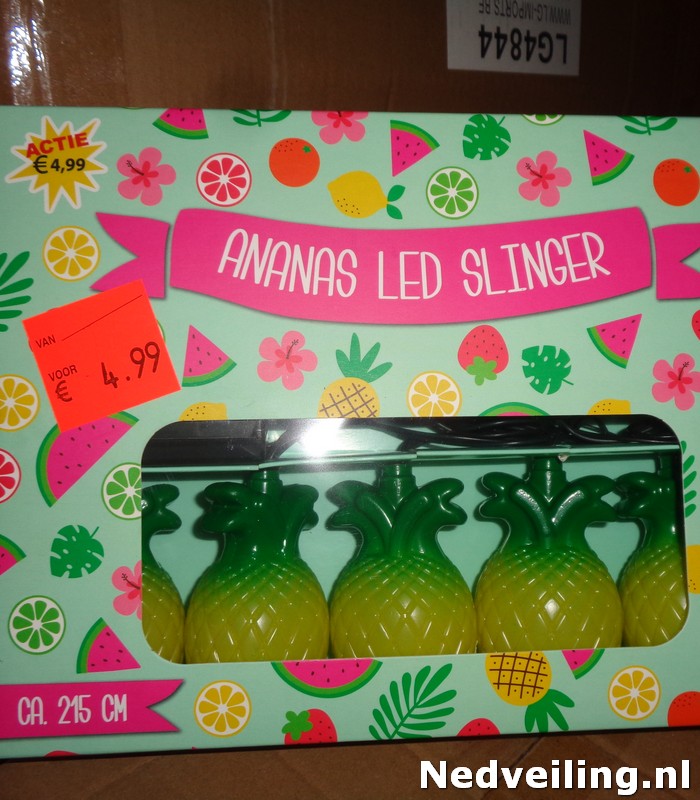 WWW.LG-IMPORTS.BE
LG4844
ACTIE
€ 4,99
ANANAS LED SLINGER
VAN
VOOR
€ 4.99
CA. 215 CM
Nedveiling.nl